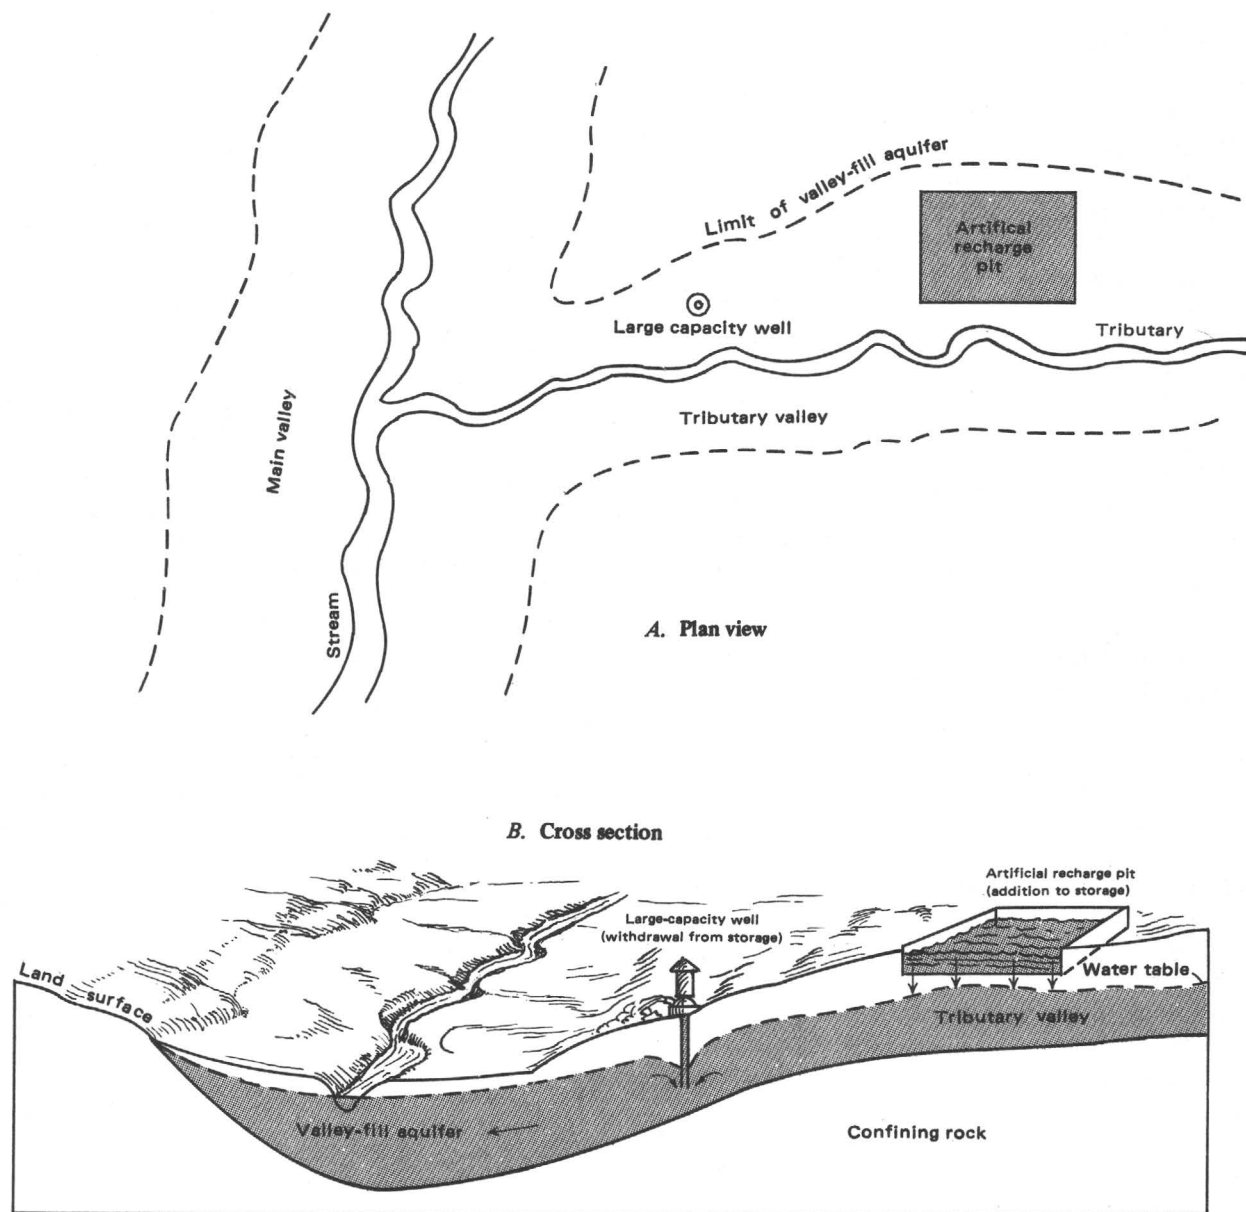 Limit of valley-fill aquifer
Artifical
recharge
pit
Large capacity well
Tributary
Tributary valley
Main valley
Stream
A. Plan view
B. Cross section
Artificial recharge pit
(addition to storage)
Large-capacity well
(withdrawal from storage)
Land surface
Water table
Tributary valley
Valley-fill aquifer
Confining rock